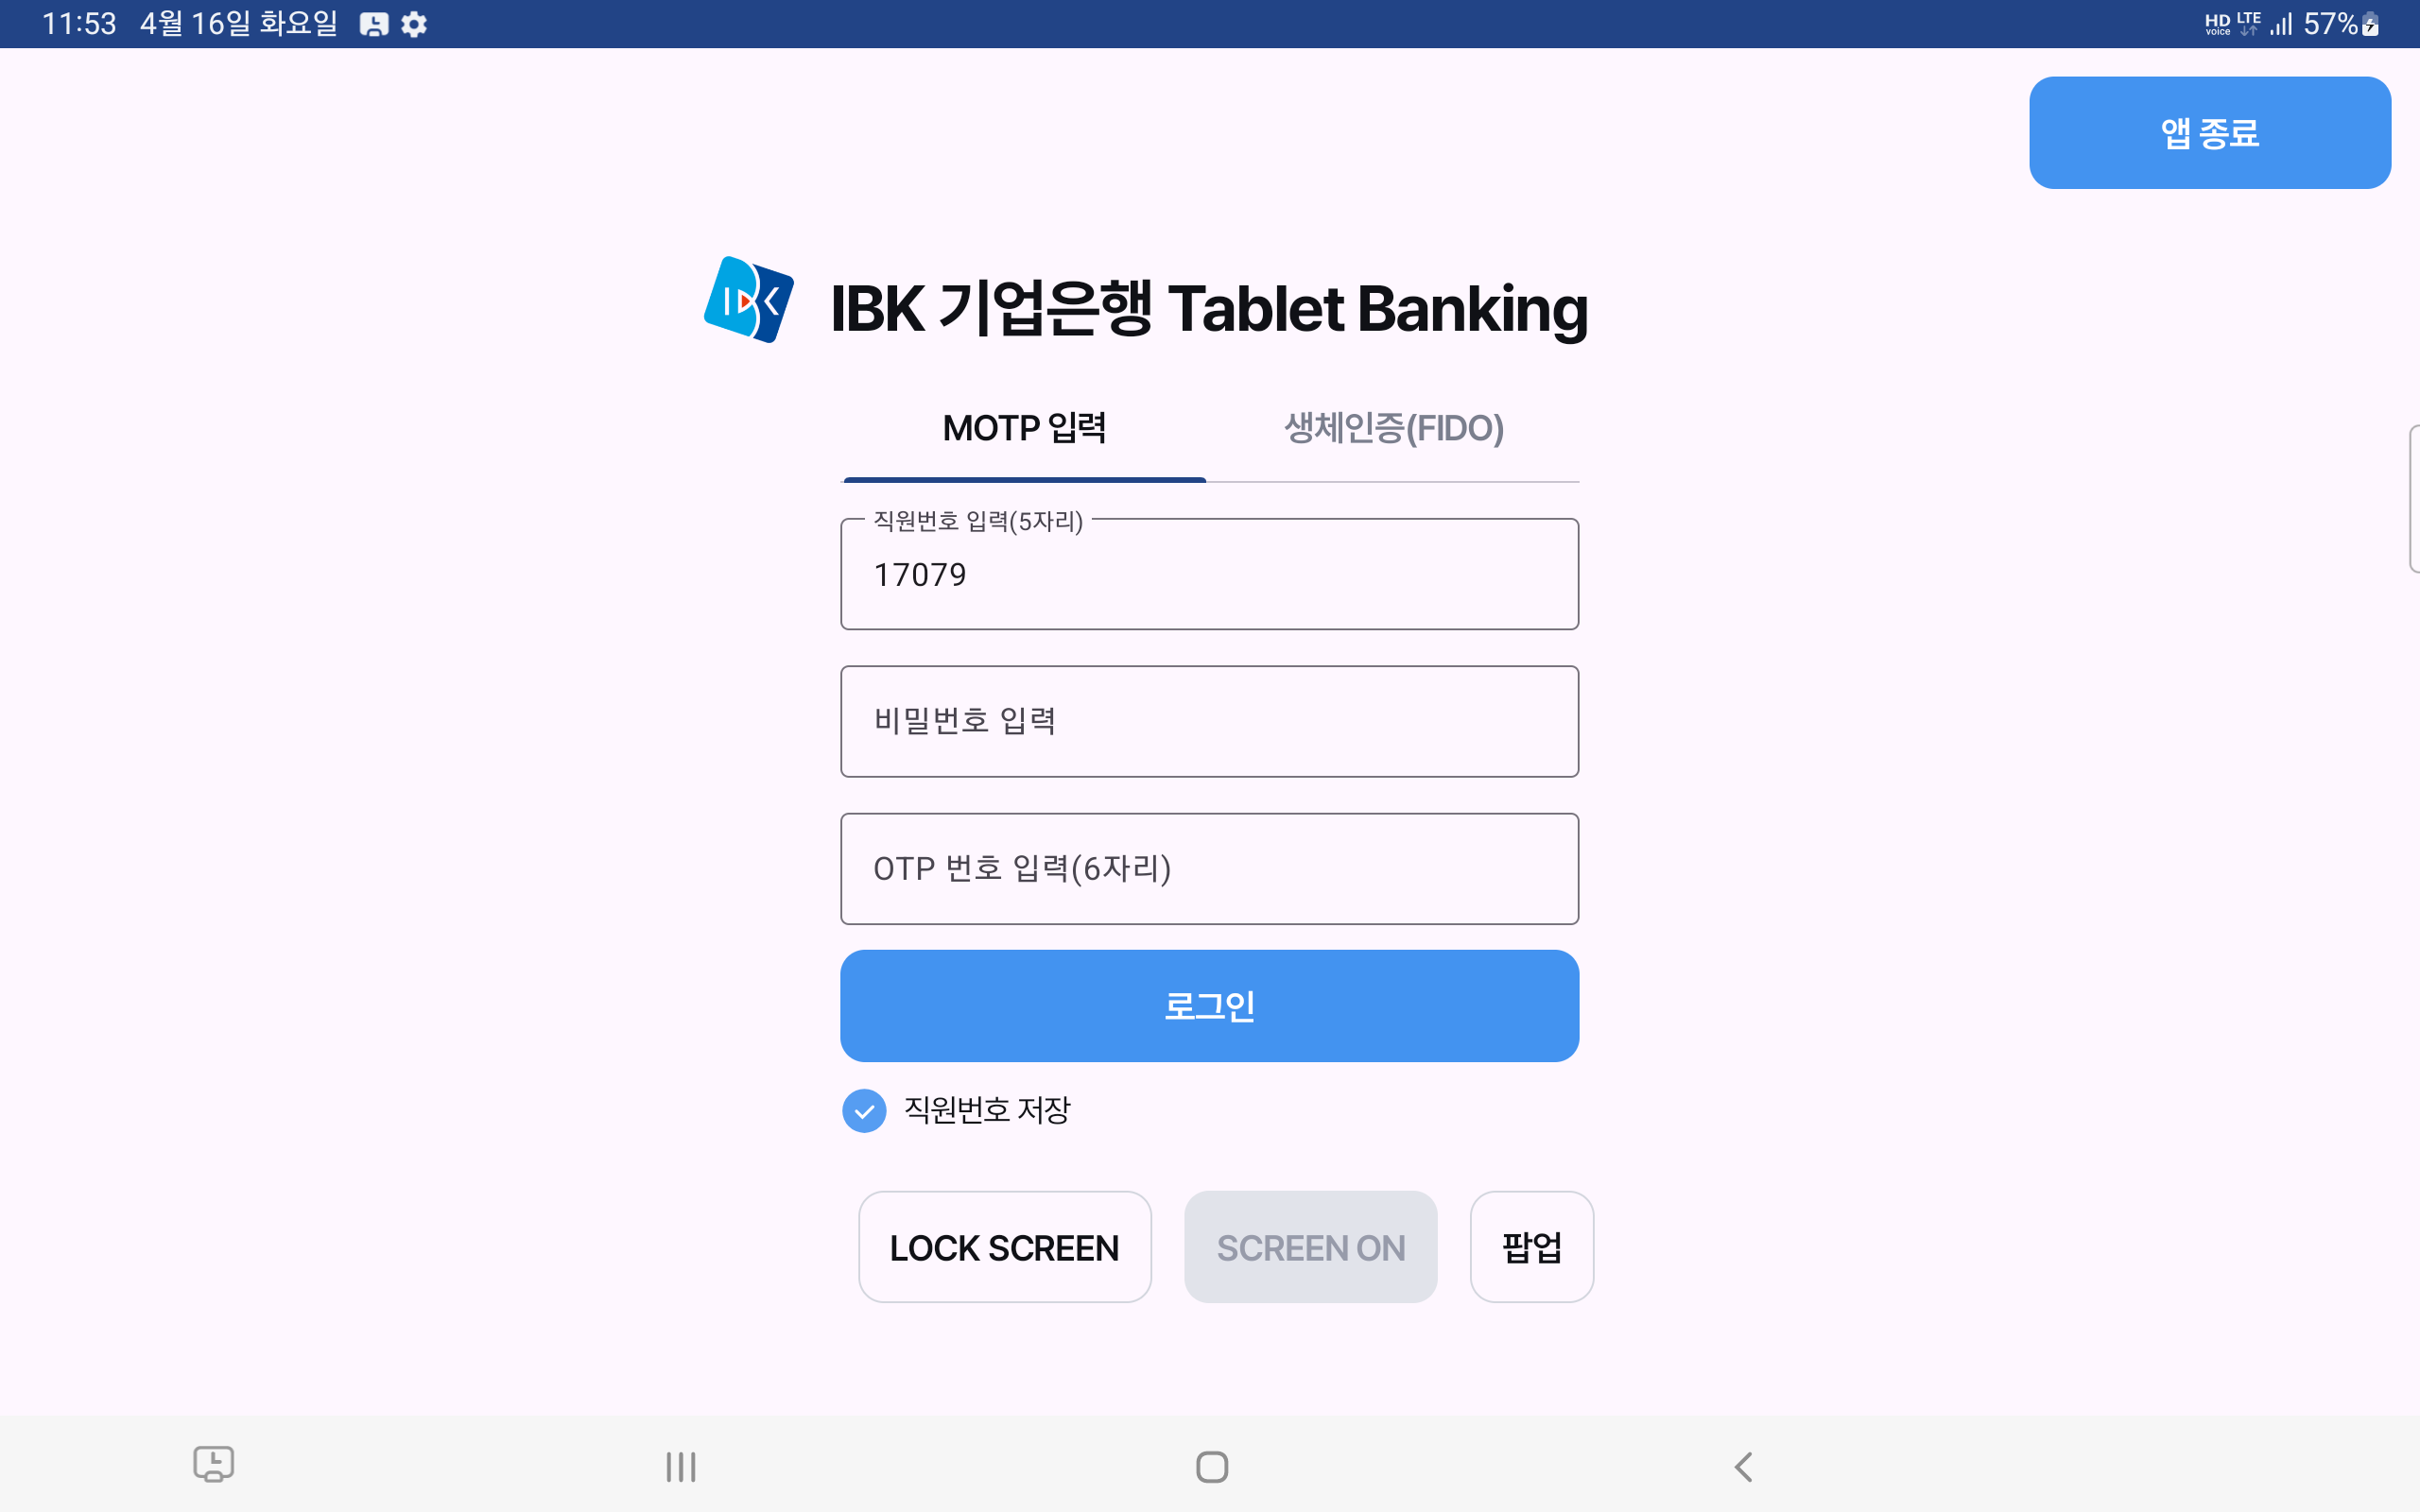 11:53 4월 16일 화요일
HD voice LTE 57%
앱 종료
IBK
IBK 기업은행 Tablet Banking
MOTP 입력 생체인증(FIDO)
직원번호 입력(5자리)
17079
비밀번호 입력
OTP 번호 입력(6자리)
로그인
직원번호 저장
LOCK SCREEN SCREEN ON 팝업